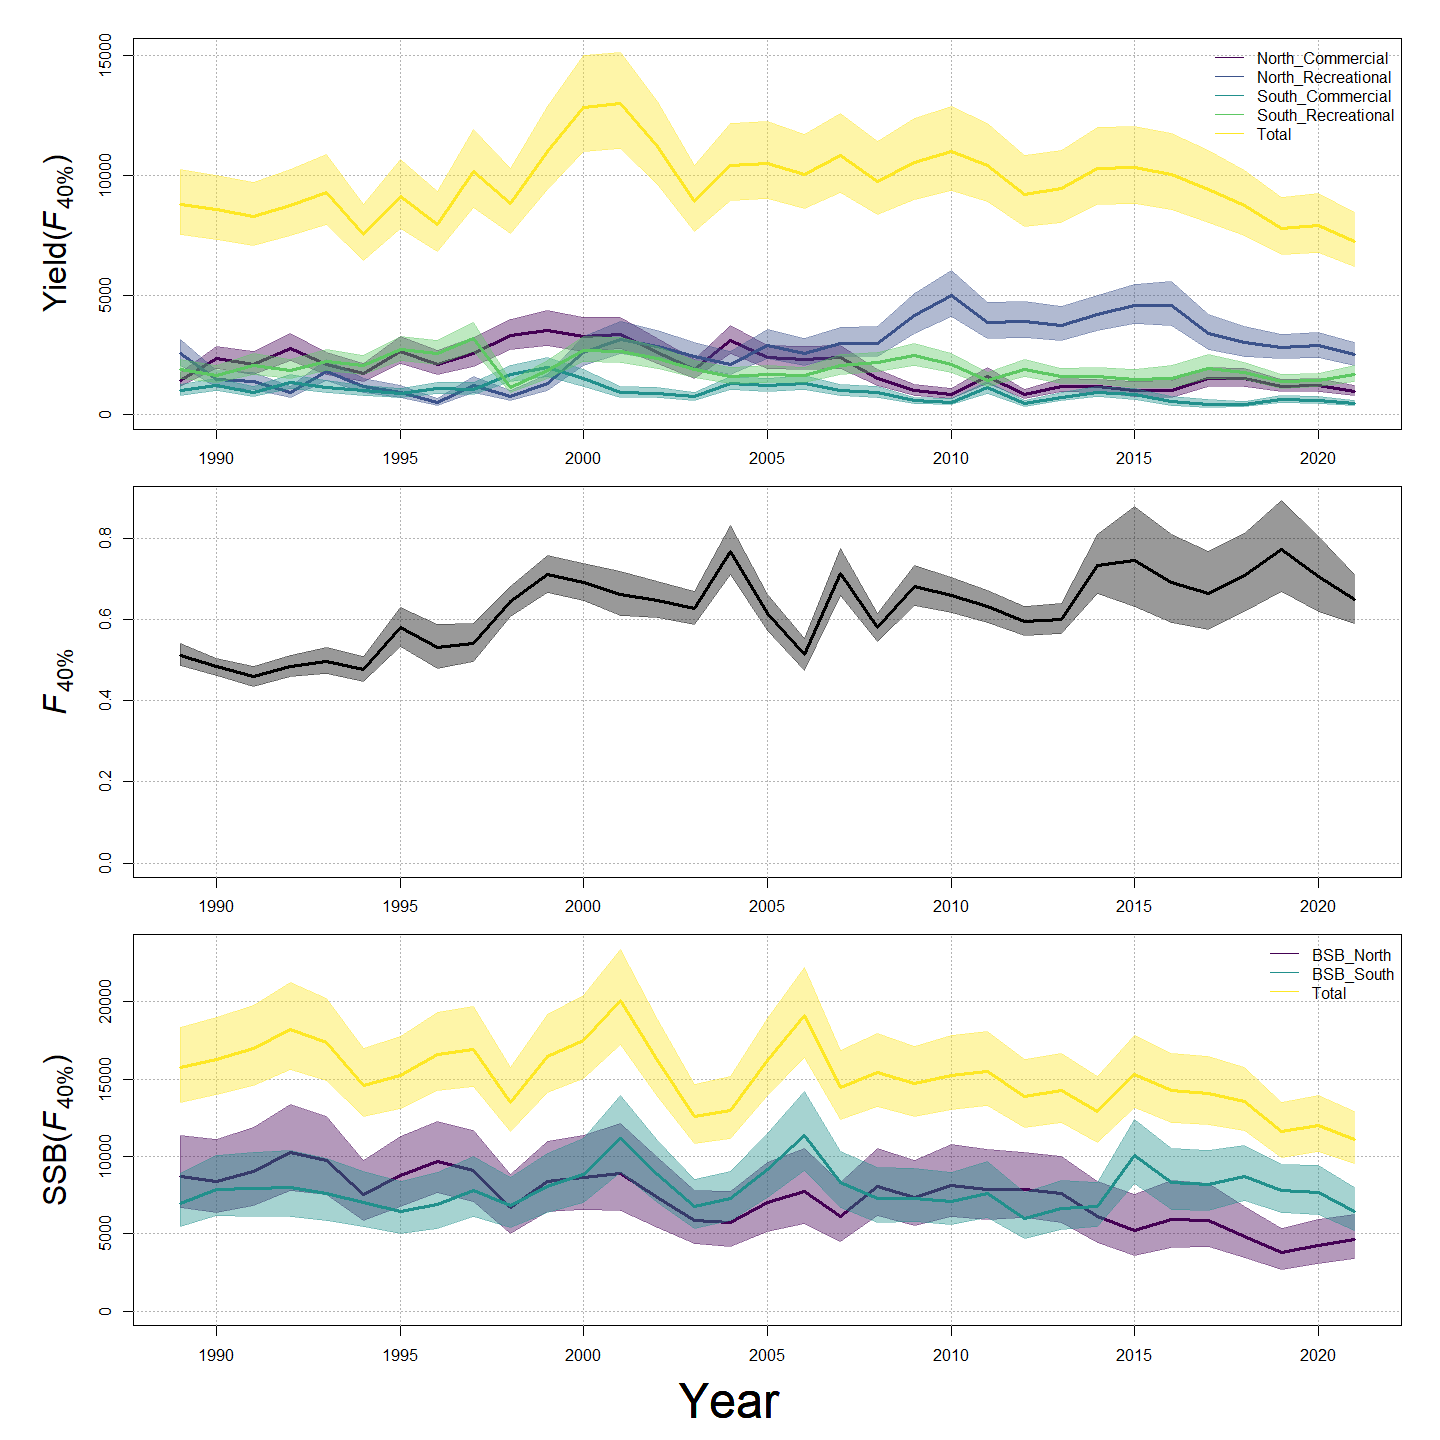 Yield(F40%)
15000
10000
5000
0
North_Commercial
North_Recreational
South_Commercial
South_Recreational
Total
1990 1995 2000 2005 2010 2015 2020
F40%
0.8
0.6
0.4
0.2
0.0
1990 1995 2000 2005 2010 2015 2020
SSB(F40%)
20000
15000
10000
5000
0
BSB_North
BSB_South
Total
1990 1995 2000 2005 2010 2015 2020
Year